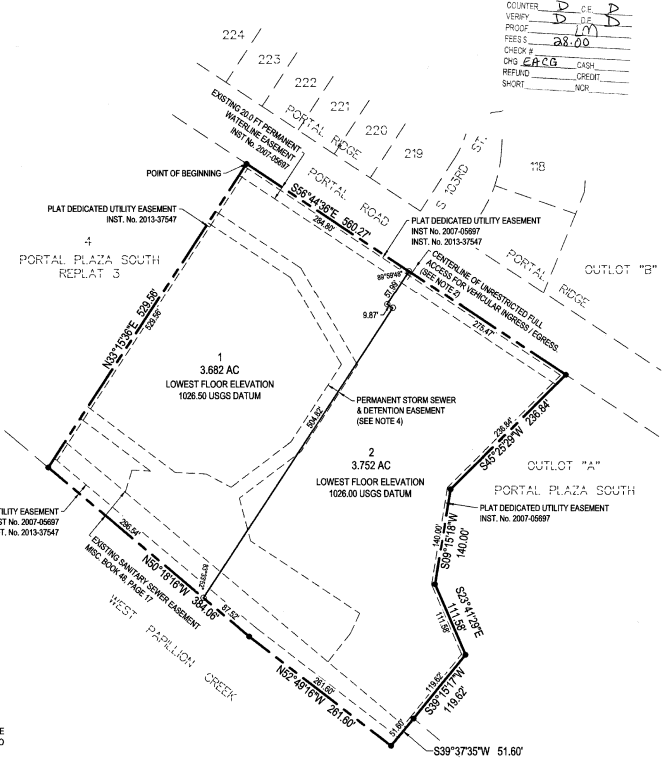 COUNTER D C.E. D
VERIFY D D.E. D
PROOF LM
FEES $ 28.00
CHECK #
CHG EACG CASH
REFUND CREDIT
SHORT NCR
224
223
222
221
220
219
118
PORTAL RIDGE
S 103RD ST.
EXISTING 20.0 FT PERMANENT
WATERLINE EASEMENT
INST No. 2007-05697
PORTAL ROAD
POINT OF BEGINNING
S56°44'36"E 560.27'
284.80'
PLAT DEDICATED UTILITY EASEMENT
INST. No. 2013-37547
PLAT DEDICATED UTILITY EASEMENT
INST No. 2007-05697
INST. No. 2013-37547
PORTAL RIDGE
OUTLOT "B"
4
PORTAL PLAZA SOUTH
REPLAT 3
CENTERLINE OF UNRESTRICTED FULL
ACCESS FOR VEHICULAR INGRESS / EGRESS.
(SEE NOTE 2)
89°59'48"
51.99'
9.87'
275.47'
N33°15'36"E 529.56'
529.56'
1
3.682 AC
LOWEST FLOOR ELEVATION
1026.50 USGS DATUM
PERMANENT STORM SEWER
& DETENTION EASEMENT
(SEE NOTE 4)
504.82'
2
3.752 AC
LOWEST FLOOR ELEVATION
1026.00 USGS DATUM
236.84'
S45°25'29"W 236.84'
OUTLOT "A"
PORTAL PLAZA SOUTH
PLAT DEDICATED UTILITY EASEMENT
INST. No. 2007-05697
140.00'
S09°15'18"W
140.00'
UTILITY EASEMENT
ST No. 2007-05697
T. No. 2013-37547
296.54'
EXISTING SANITARY SEWER EASEMENT
MISC. BOOK 48, PAGE 17
N50°18'16"W 384.06'
87.52'
WEST PAPILLION CREEK
S23°41'29"E
111.58'
111.58'
N52°49'16"W 261.60'
261.60'
119.62'
S39°15'17"W
119.62'
51.60'
S39°37'35"W 51.60'
E
D